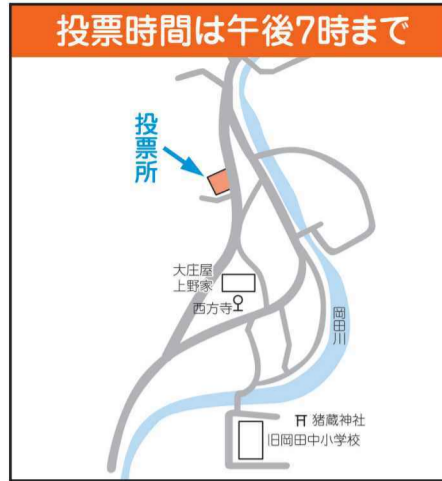 投票時間は午後7時まで
投票所
大庄屋
上野家
西方寺
岡田川
猪蔵神社
旧岡田中小学校